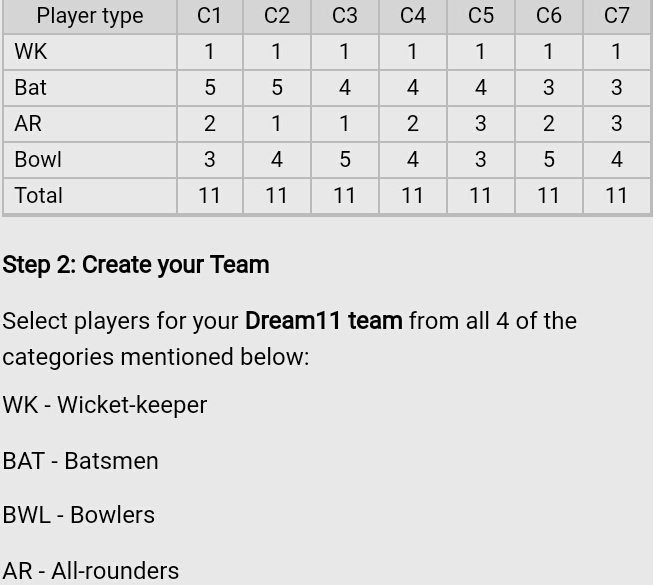 Player type C1 C2 C3 C4 C5 C6 C7
WK 1 1 1 1 1 1 1
Bat 5 5 4 4 4 3 3
AR 2 1 1 2 3 2 3
Bowl 3 4 5 4 3 5 4
Total 11 11 11 11 11 11 11
Step 2: Create your Team
Select players for your Dream11 team from all 4 of the
categories mentioned below:
WK - Wicket-keeper
BAT - Batsmen
BWL - Bowlers
AR - All-rounders